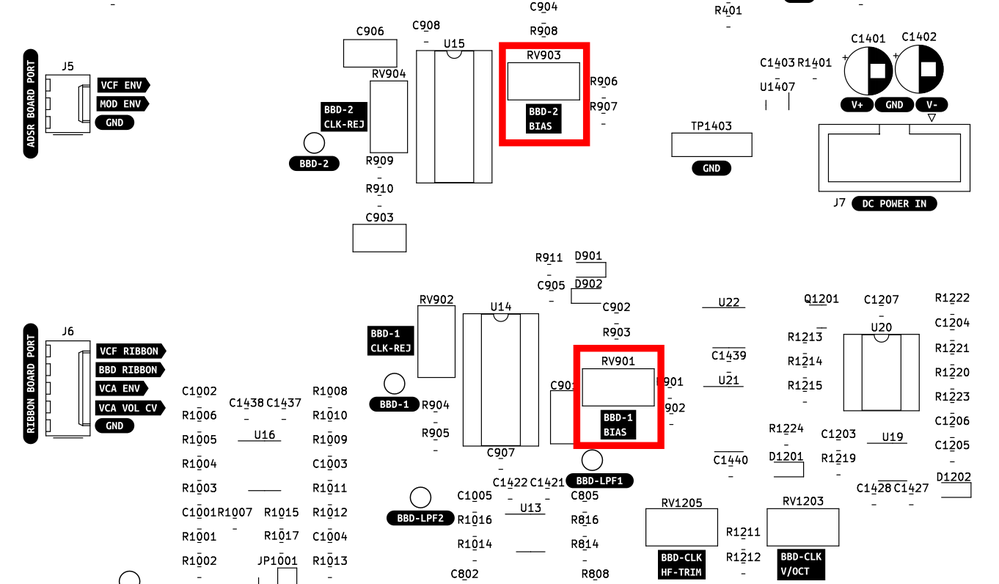 C904
R908
R401
C908
C906
U15
RV903
RV904
R906
R907
BBD-2
BIAS
BBD-2
CLK-REJ
BBD-2
R909
R910
C903
ADSR BOARD PORT
J5
VCF ENV
MOD ENV
GND
C1401
C1402
C1403
R1401
U1407
V+
GND
V-
TP1403
GND
J7
DC POWER IN
R911
D901
C905
D902
C902
R903
RV902
U14
BBD-1
CLK-REJ
BBD-1
R904
R905
RV901
BBD-1
BIAS
C907
BBD-LPF1
BBD-LPF2
RIBBON BOARD PORT
J6
VCF RIBBON
BBD RIBBON
VCA ENV
VCA VOL CV
GND
C1002
R1006
R1005
R1004
R1003
C1001
R1007
R1001
R1002
C1438
C1437
U16
R1015
R1017
JP1001
R1008
R1010
R1009
C1003
R1011
R1012
C1004
R1013
C1422
C1421
C1005
R1016
R1014
C802
U13
C805
R816
R814
R808
U22
C1439
U21
C1440
Q1201
C1207
R1213
R1214
R1215
U20
R1222
C1204
R1221
R1220
R1223
C1206
C1205
R1224
C1203
R1219
U19
D1201
C1428
C1427
D1202
RV1205
BBD-CLK
HF-TRIM
R1211
R1212
RV1203
BBD-CLK
V/OCT